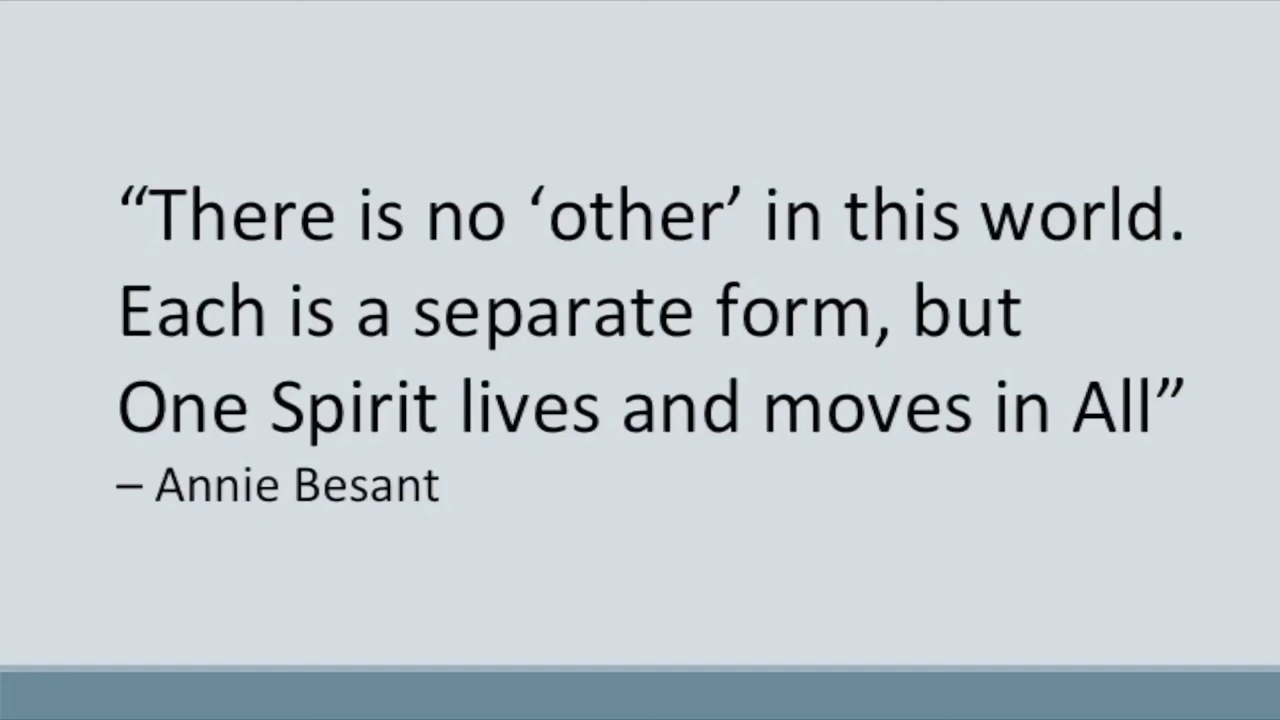 “There is no ‘other’ in this world.
Each is a separate form, but
One Spirit lives and moves in All”
– Annie Besant